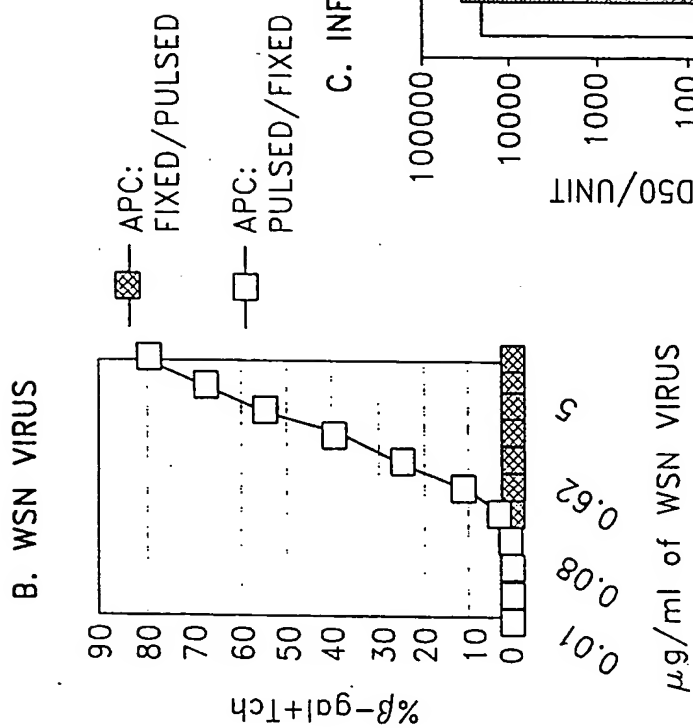 B. WSN VIRUS
%β-gal+Tch
90
80
70
60
50
40
30
20
10
0
0.01
0.08
0.62
5
μg/ml of WSN VIRUS
APC:
FIXED/PULSED
APC:
PULSED/FIXED
C. INF
D50/UNIT
100000
10000
1000
100